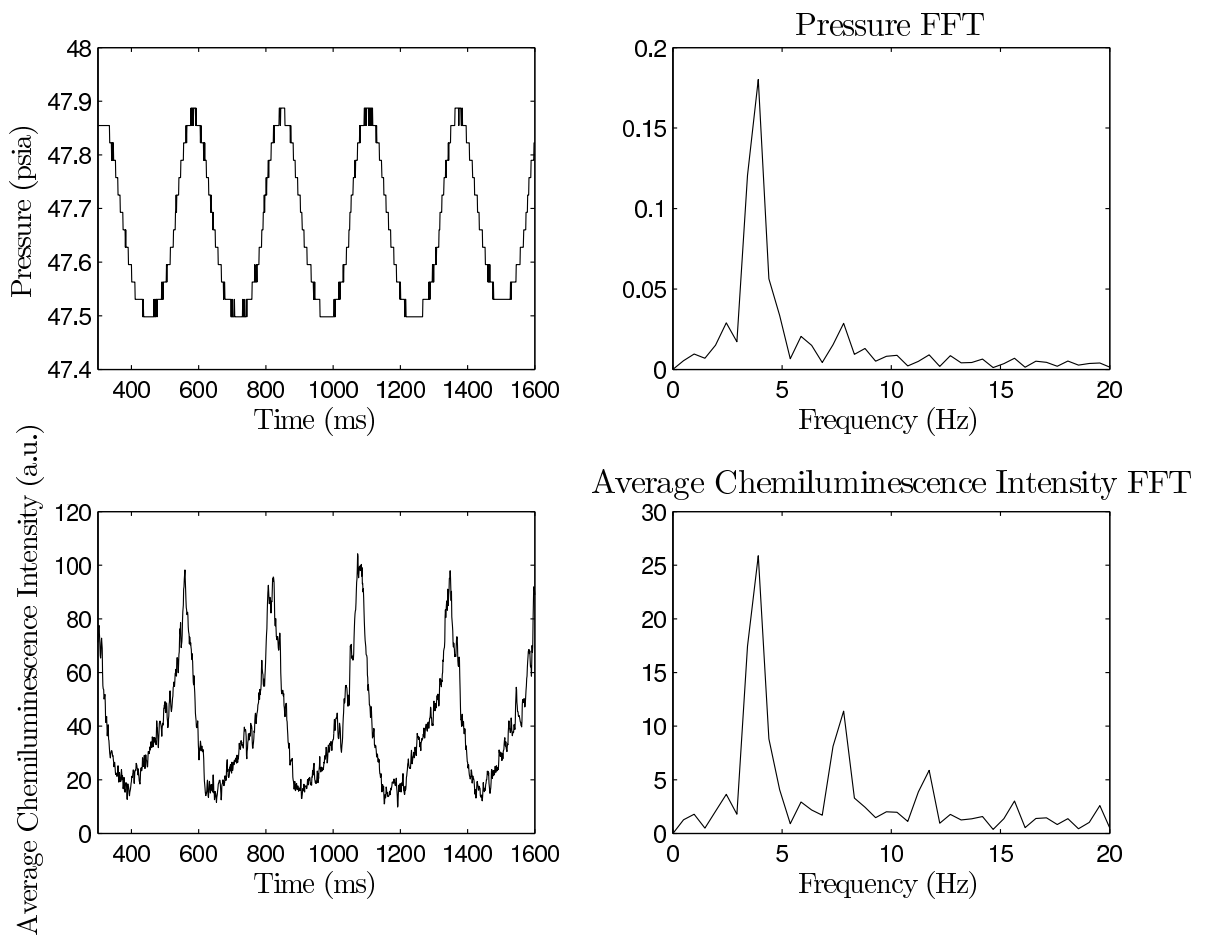 Pressure (psia)
48
47.9
47.8
47.7
47.6
47.5
47.4
400 600 800 1000 1200 1400 1600
Time (ms)
Pressure FFT
0.2
0.15
0.1
0.05
0
0 5 10 15 20
Frequency (Hz)
Average Chemiluminescence Intensity (a.u.)
120
100
80
60
40
20
0
400 600 800 1000 1200 1400 1600
Time (ms)
Average Chemiluminescence Intensity FFT
30
25
20
15
10
5
0
0 5 10 15 20
Frequency (Hz)